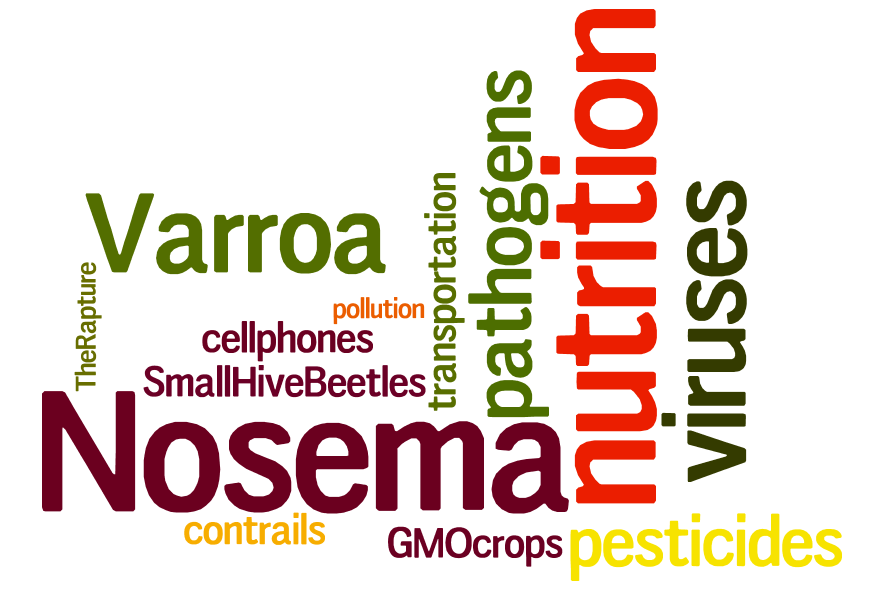 nutrition
pathogens
transportation
viruses
Varroa
TheRapture
pollution
cellphones
SmallHiveBeetles
Nosema
contrails
GMOcrops
pesticides